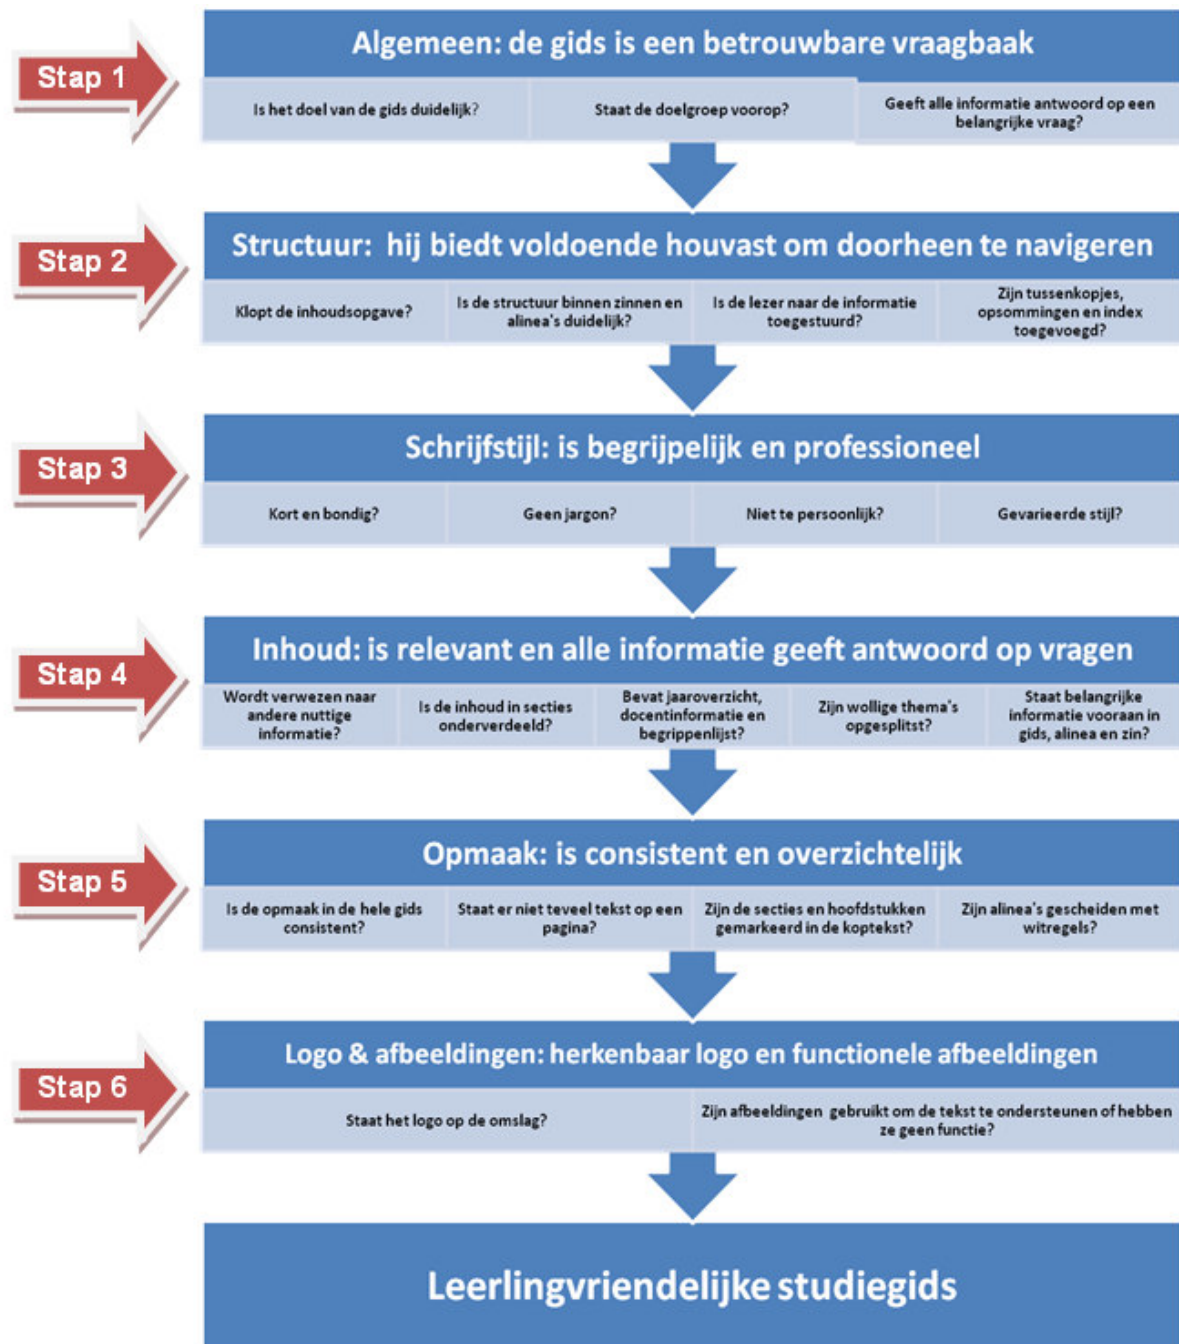 Stap 1
Algemeen: de gids is een betrouwbare vraagbaak
Is het doel van de gids duidelijk?
Staat de doelgroep voorop?
Geeft alle informatie antwoord op een
belangrijke vraag?
Stap 2
Structuur: hij biedt voldoende houvast om doorheen te navigeren
Klopt de inhoudsopgave?
Is de structuur binnen zinnen en
alinea's duidelijk?
Is de lezer naar de informatie
toegestuurd?
Zijn tussenkopjes,
opsommingen en index
toegevoegd?
Stap 3
Schrijfstijl: is begrijpelijk en professioneel
Kort en bondig?
Geen jargon?
Niet te persoonlijk?
Gevarieerde stijl?
Stap 4
Inhoud: is relevant en alle informatie geeft antwoord op vragen
Wordt verwezen naar
andere nuttige
informatie?
Is de inhoud in secties
onderverdeeld?
Bevat jaaroverzicht,
docentinformatie en
begrippenlijst?
Zijn wollige thema's
opgesplitst?
Staat belangrijke
informatie vooraan in
gids, alinea en zin?
Stap 5
Opmaak: is consistent en overzichtelijk
Is de opmaak in de hele gids
consistent?
Staat er niet teveel tekst op een
pagina?
Zijn de secties en hoofdstukken
gemarkeerd in de koptekst?
Zijn alinea's gescheiden met
witregels?
Stap 6
Logo & afbeeldingen: herkenbaar logo en functionele afbeeldingen
Staat het logo op de omslag?
Zijn afbeeldingen gebruikt om de tekst te ondersteunen of hebben
ze geen functie?
Leerlingvriendelijke studiegids